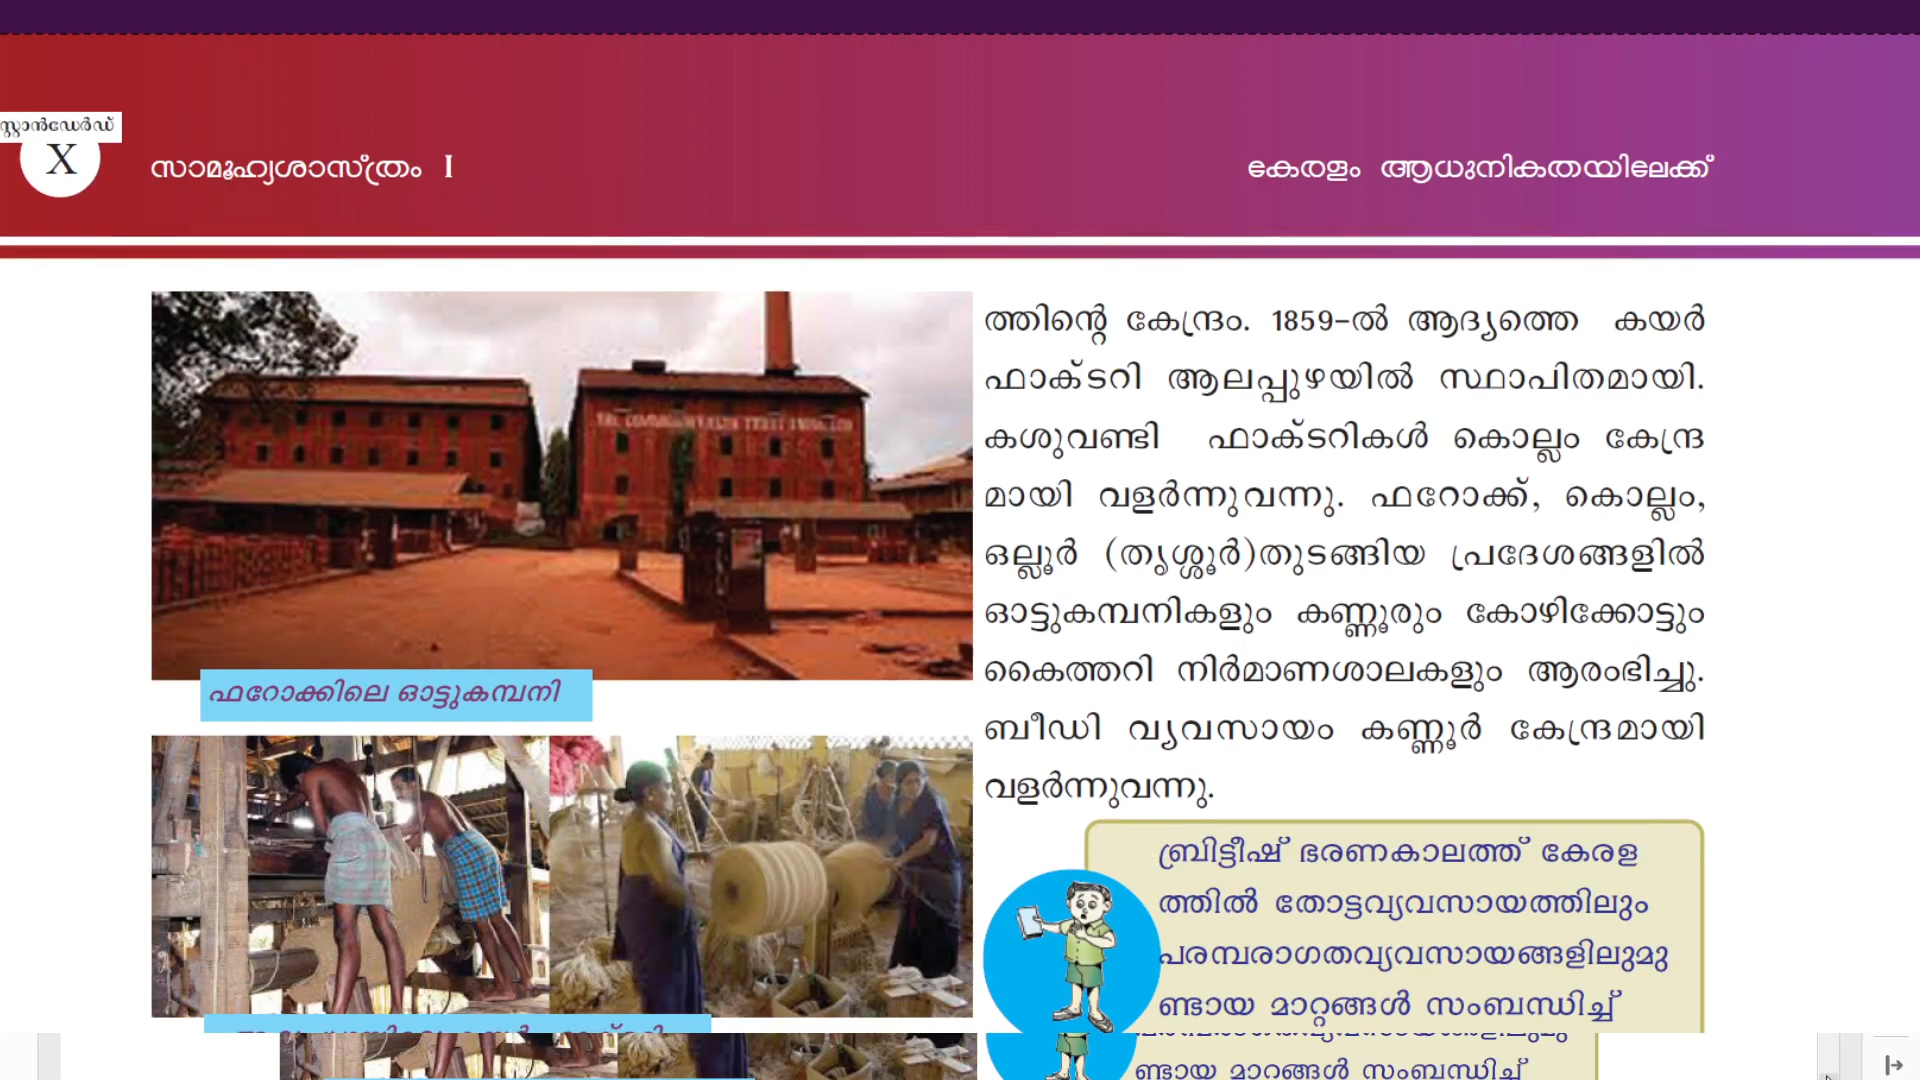 സ്റ്റാൻഡേർഡ്
X
സാമൂഹ്യശാസ്ത്രം I
കേരളം ആധുനികതയിലേക്ക്
THE COMMONWEALTH TRUST
ഫറോക്കിലെ ഓട്ടുകമ്പനി
ത്തിന്റെ കേന്ദ്രം. 1859-ൽ ആദ്യത്തെ കയർ
ഫാക്ടറി ആലപ്പുഴയിൽ സ്ഥാപിതമായി.
കശുവണ്ടി ഫാക്ടറികൾ കൊല്ലം കേന്ദ്ര
മായി വളർന്നുവന്നു. ഫറോക്ക്, കൊല്ലം,
ഒല്ലൂർ (തൃശ്ശൂർ)തുടങ്ങിയ പ്രദേശങ്ങളിൽ
ഓട്ടുകമ്പനികളും കണ്ണൂരും കോഴിക്കോട്ടും
കൈത്തറി നിർമാണശാലകളും ആരംഭിച്ചു.
ബീഡി വ്യവസായം കണ്ണൂർ കേന്ദ്രമായി
വളർന്നുവന്നു.
ബ്രിട്ടീഷ് ഭരണകാലത്ത് കേരള
ത്തിൽ തോട്ടവ്യവസായത്തിലും
പരമ്പരാഗതവ്യവസായങ്ങളിലുമു
ണ്ടായ മാറ്റങ്ങൾ സംബന്ധിച്ച്
ണ്ടായ മാറ്റങ്ങൾ സംബന്ധിച്ച്